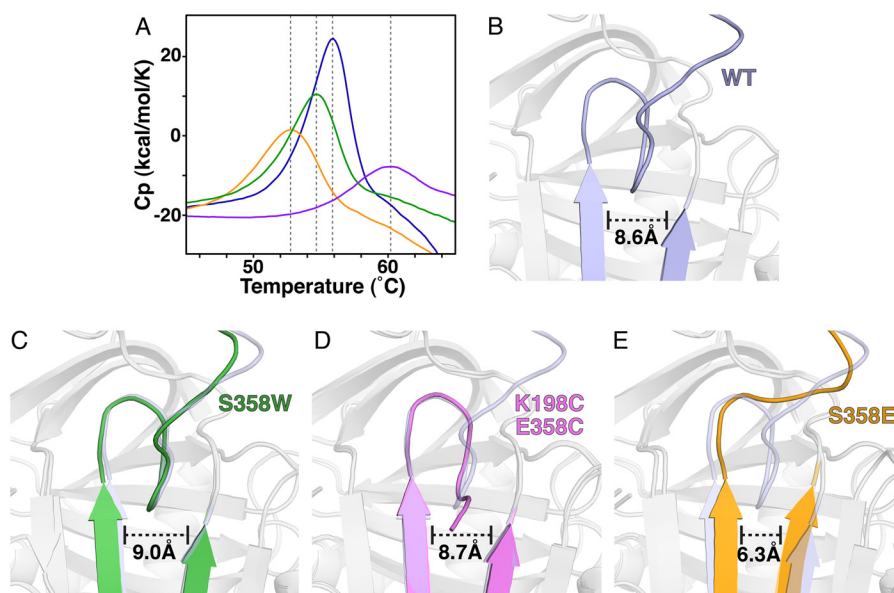 A
Cp (kcal/mol/K)
20
0
-20
50
60
Temperature (˚C)
B
WT
8.6Å
C
S358W
9.0Å
D
K198C
E358C
8.7Å
E
S358E
6.3Å